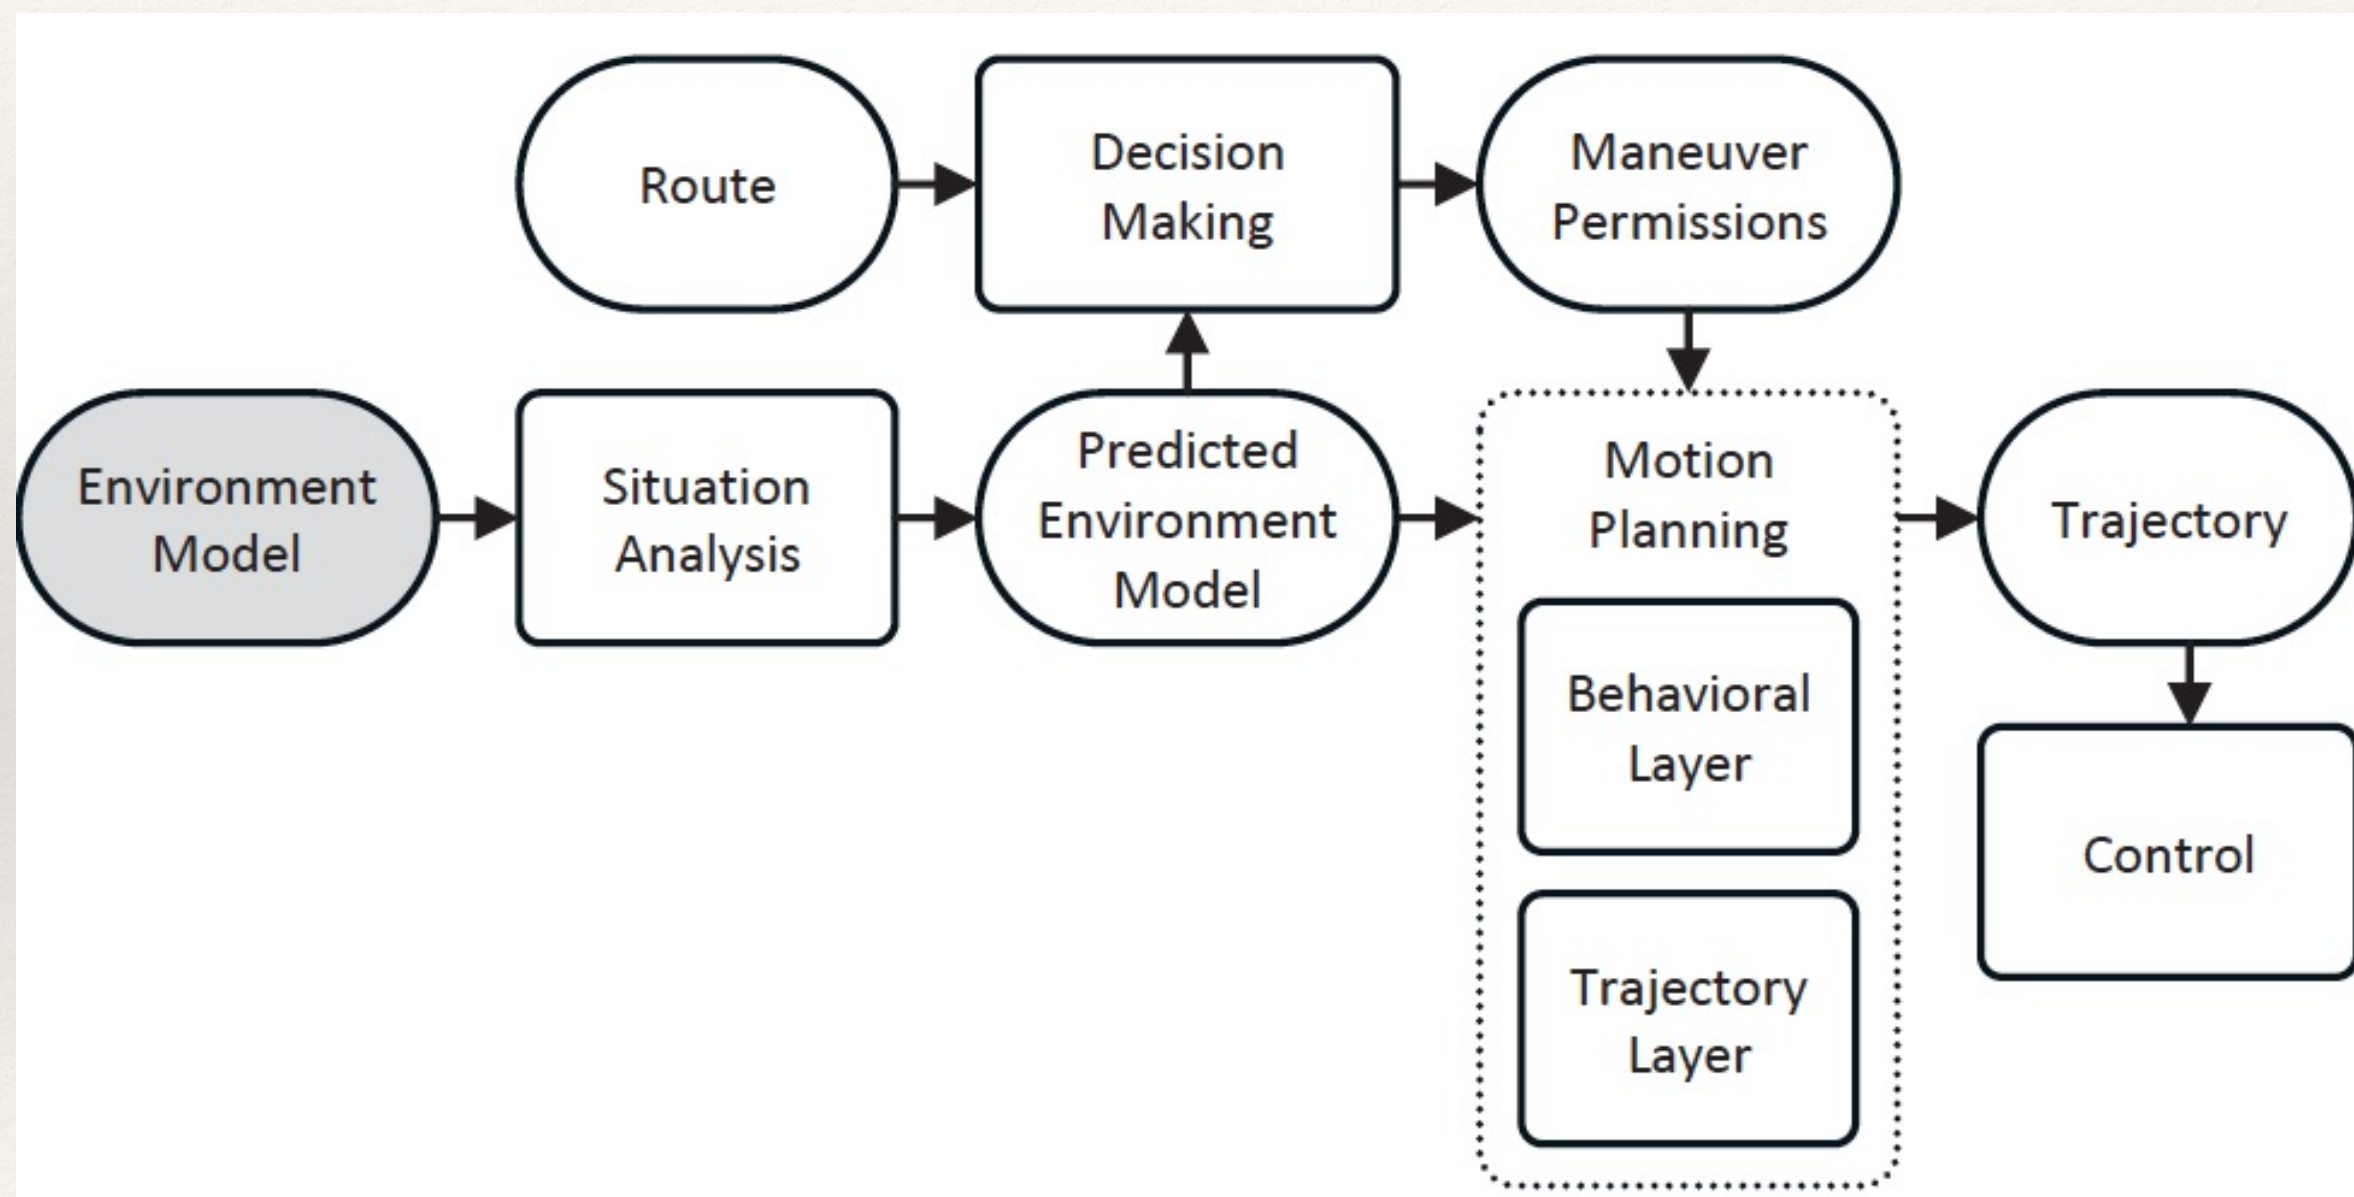 Route
Decision
Making
Maneuver
Permissions
Environment
Model
Situation
Analysis
Predicted
Environment
Model
Motion
Planning
Behavioral
Layer
Trajectory
Layer
Trajectory
Control